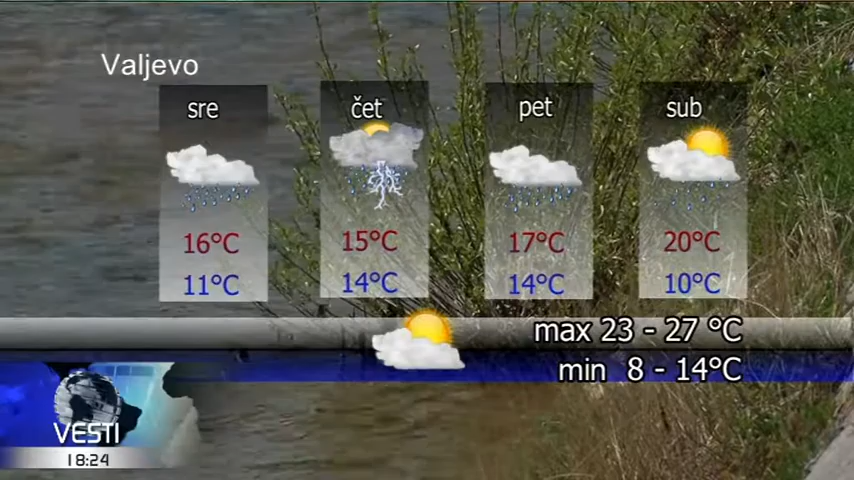 Valjevo
sre
čet
pet
sub
16°C
15°C
17°C
20°C
11°C
14°C
14°C
10°C
max 23 - 27 °C
min 8 - 14°C
VESTI
18:24